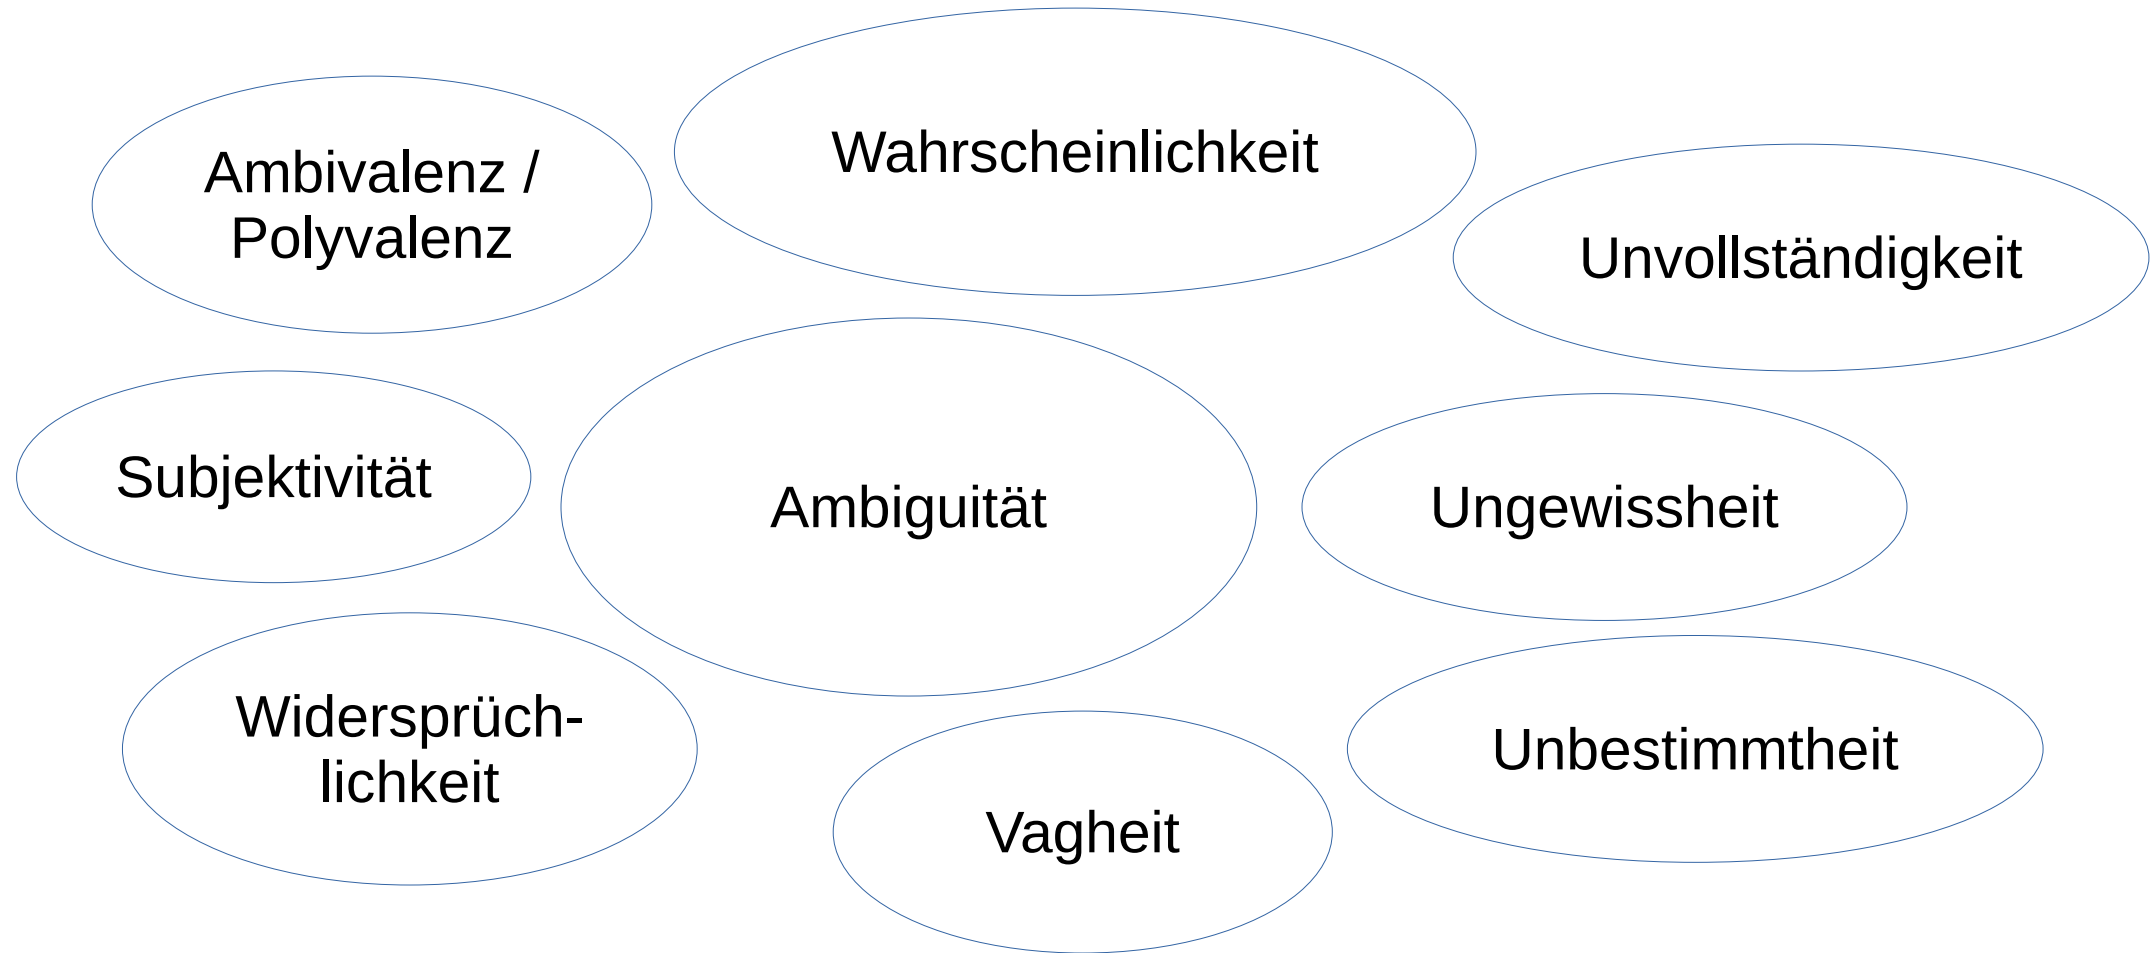 Ambivalenz /
Polyvalenz
Wahrscheinlichkeit
Unvollständigkeit
Subjektivität
Ambiguität
Ungewissheit
Widersprüch-
lichkeit
Vagheit
Unbestimmtheit